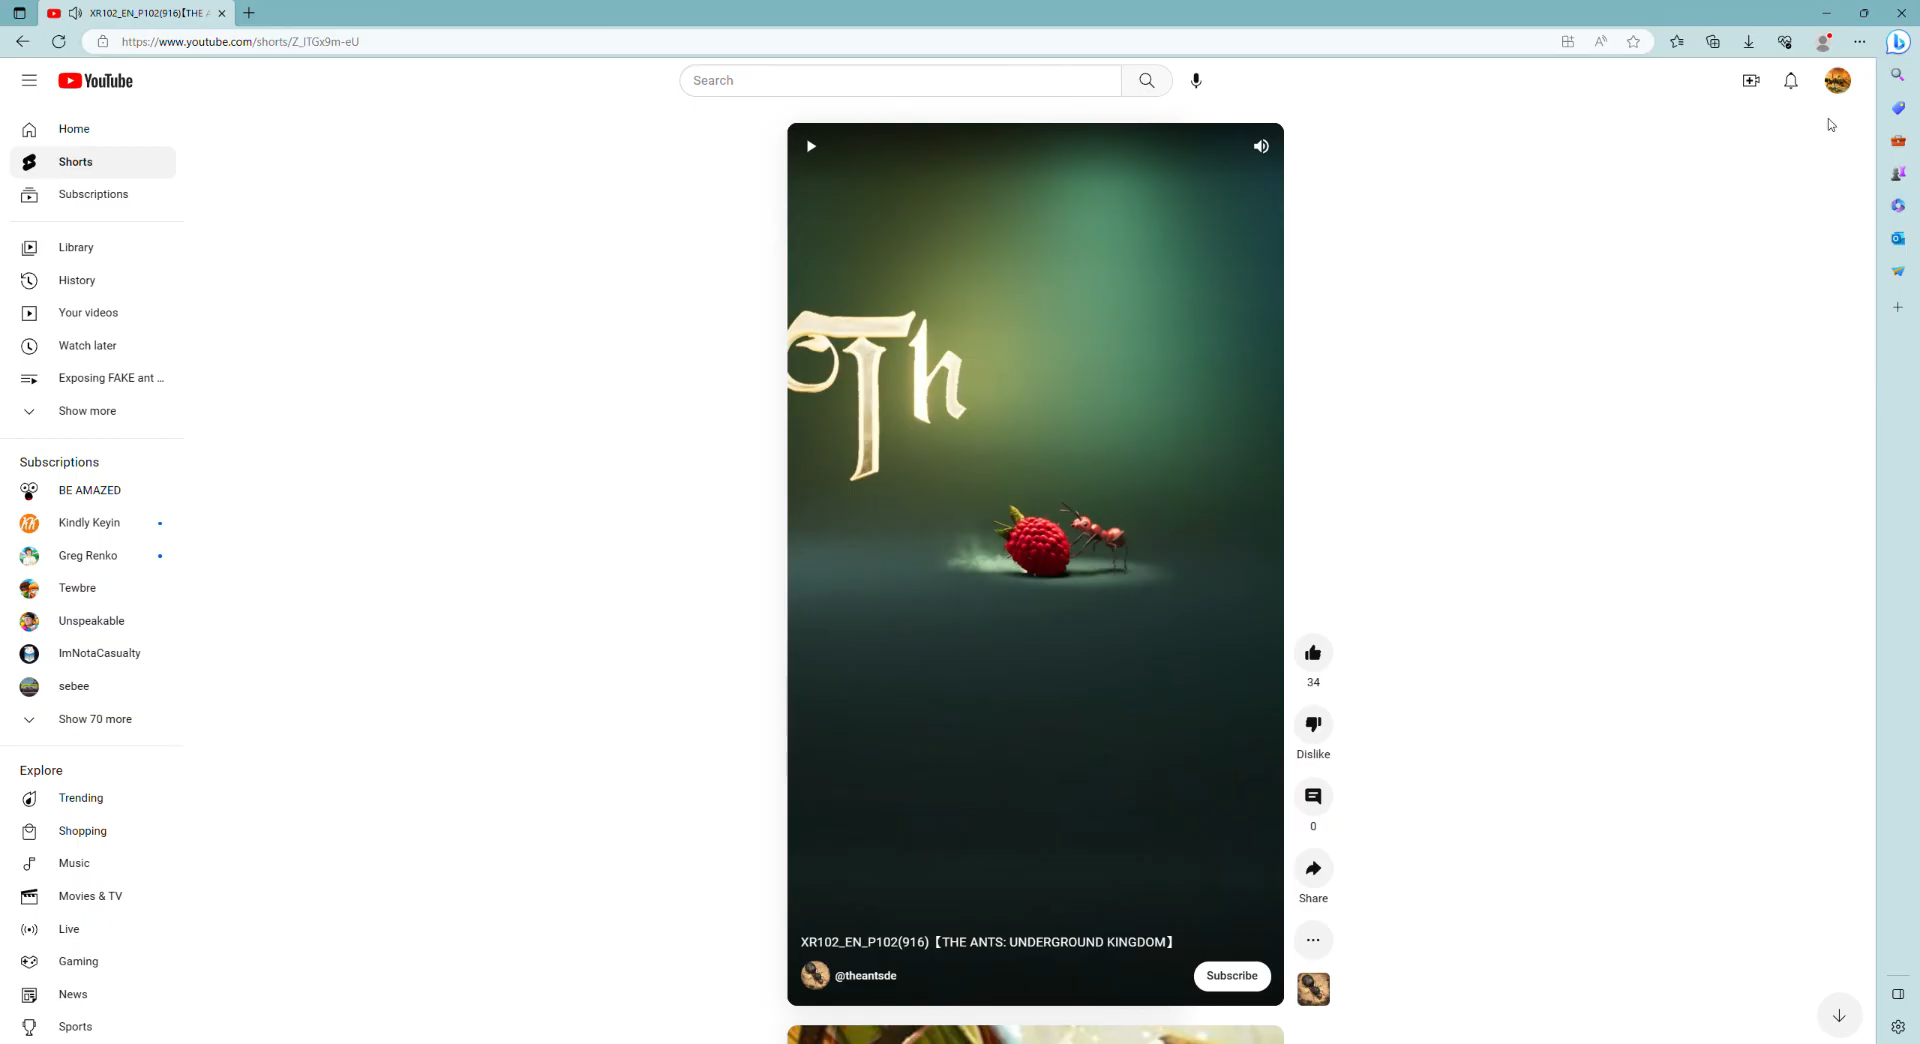 XR102_EN_P102(916)【THE A
https://www.youtube.com/shorts/Z_lTGx9m-eU
YouTube
Search
Home
Shorts
Subscriptions
Library
History
Your videos
Watch later
Exposing FAKE ant ...
Show more
Subscriptions
BE AMAZED
Kindly Keyin
Greg Renko
Tewbre
Unspeakable
ImNotaCasualty
sebee
Show 70 more
Explore
Trending
Shopping
Music
Movies & TV
Live
Gaming
News
Sports
Th
34
Dislike
0
Share
XR102_EN_P102(916)【THE ANTS: UNDERGROUND KINGDOM】
@theantsde
Subscribe